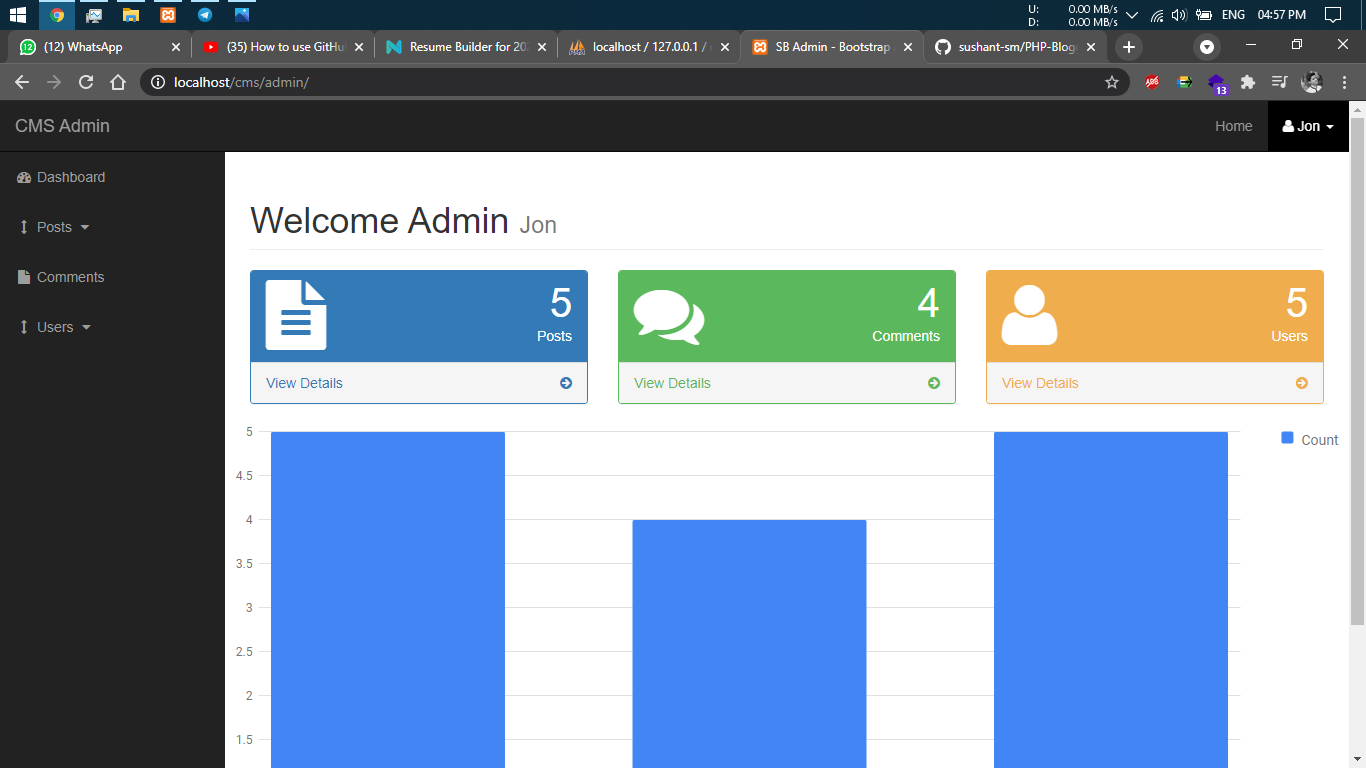 U: 0.00 MB/s
D: 0.00 MB/s
ENG 04:57 PM
12 (12) WhatsApp
(35) How to use GitHu
N Resume Builder for 202
localhost / 127.0.0.1 /
SB Admin - Bootstrap
sushant-sm/PHP-Blog
localhost/cms/admin/
ABP
13
CMS Admin
Home
Jon
Dashboard
Posts
Comments
Users
Welcome Admin Jon
5
Posts
View Details
4
Comments
View Details
5
Users
View Details
5
4.5
4
3.5
3
2.5
2
1.5
Count